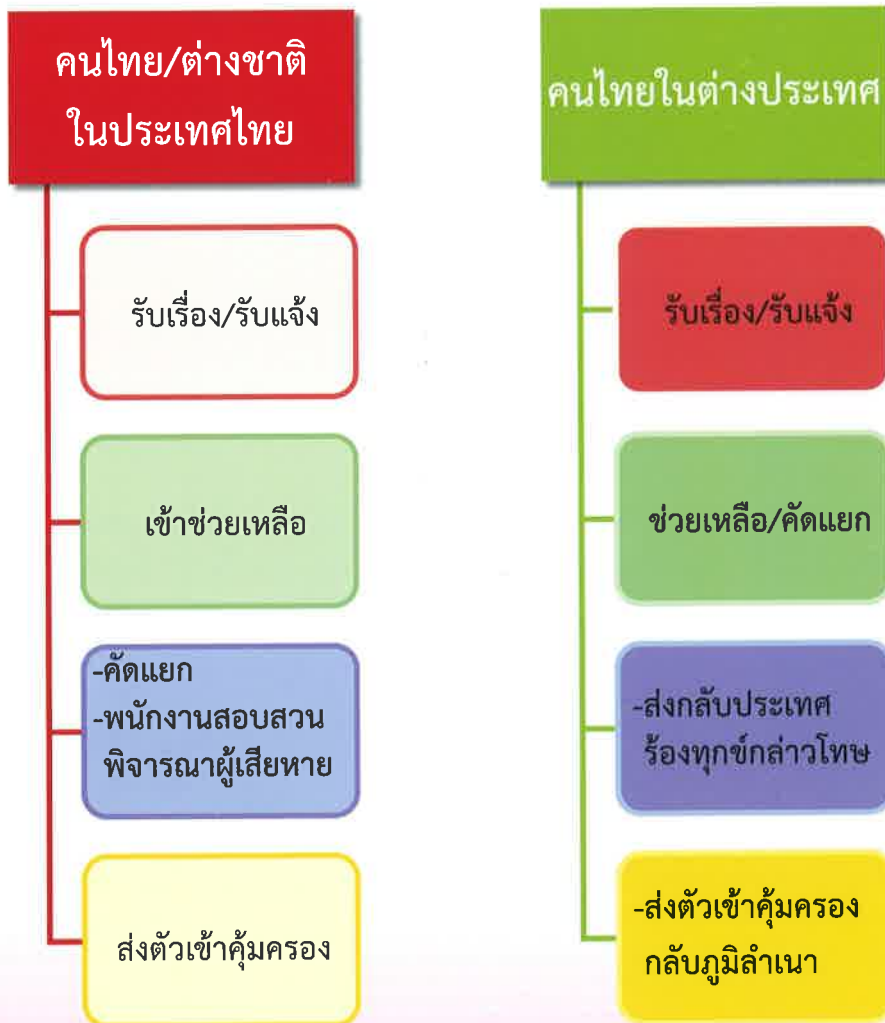 คนไทย/ต่างชาติ
ในประเทศไทย
รับเรื่อง/รับแจ้ง
เข้าช่วยเหลือ
-คัดแยก
-พนักงานสอบสวน
พิจารณาผู้เสียหาย
ส่งตัวเข้าคุ้มครอง
คนไทยในต่างประเทศ
รับเรื่อง/รับแจ้ง
ช่วยเหลือ/คัดแยก
-ส่งกลับประเทศ
ร้องทุกข์กล่าวโทษ
-ส่งตัวเข้าคุ้มครอง
กลับภูมิลำเนา